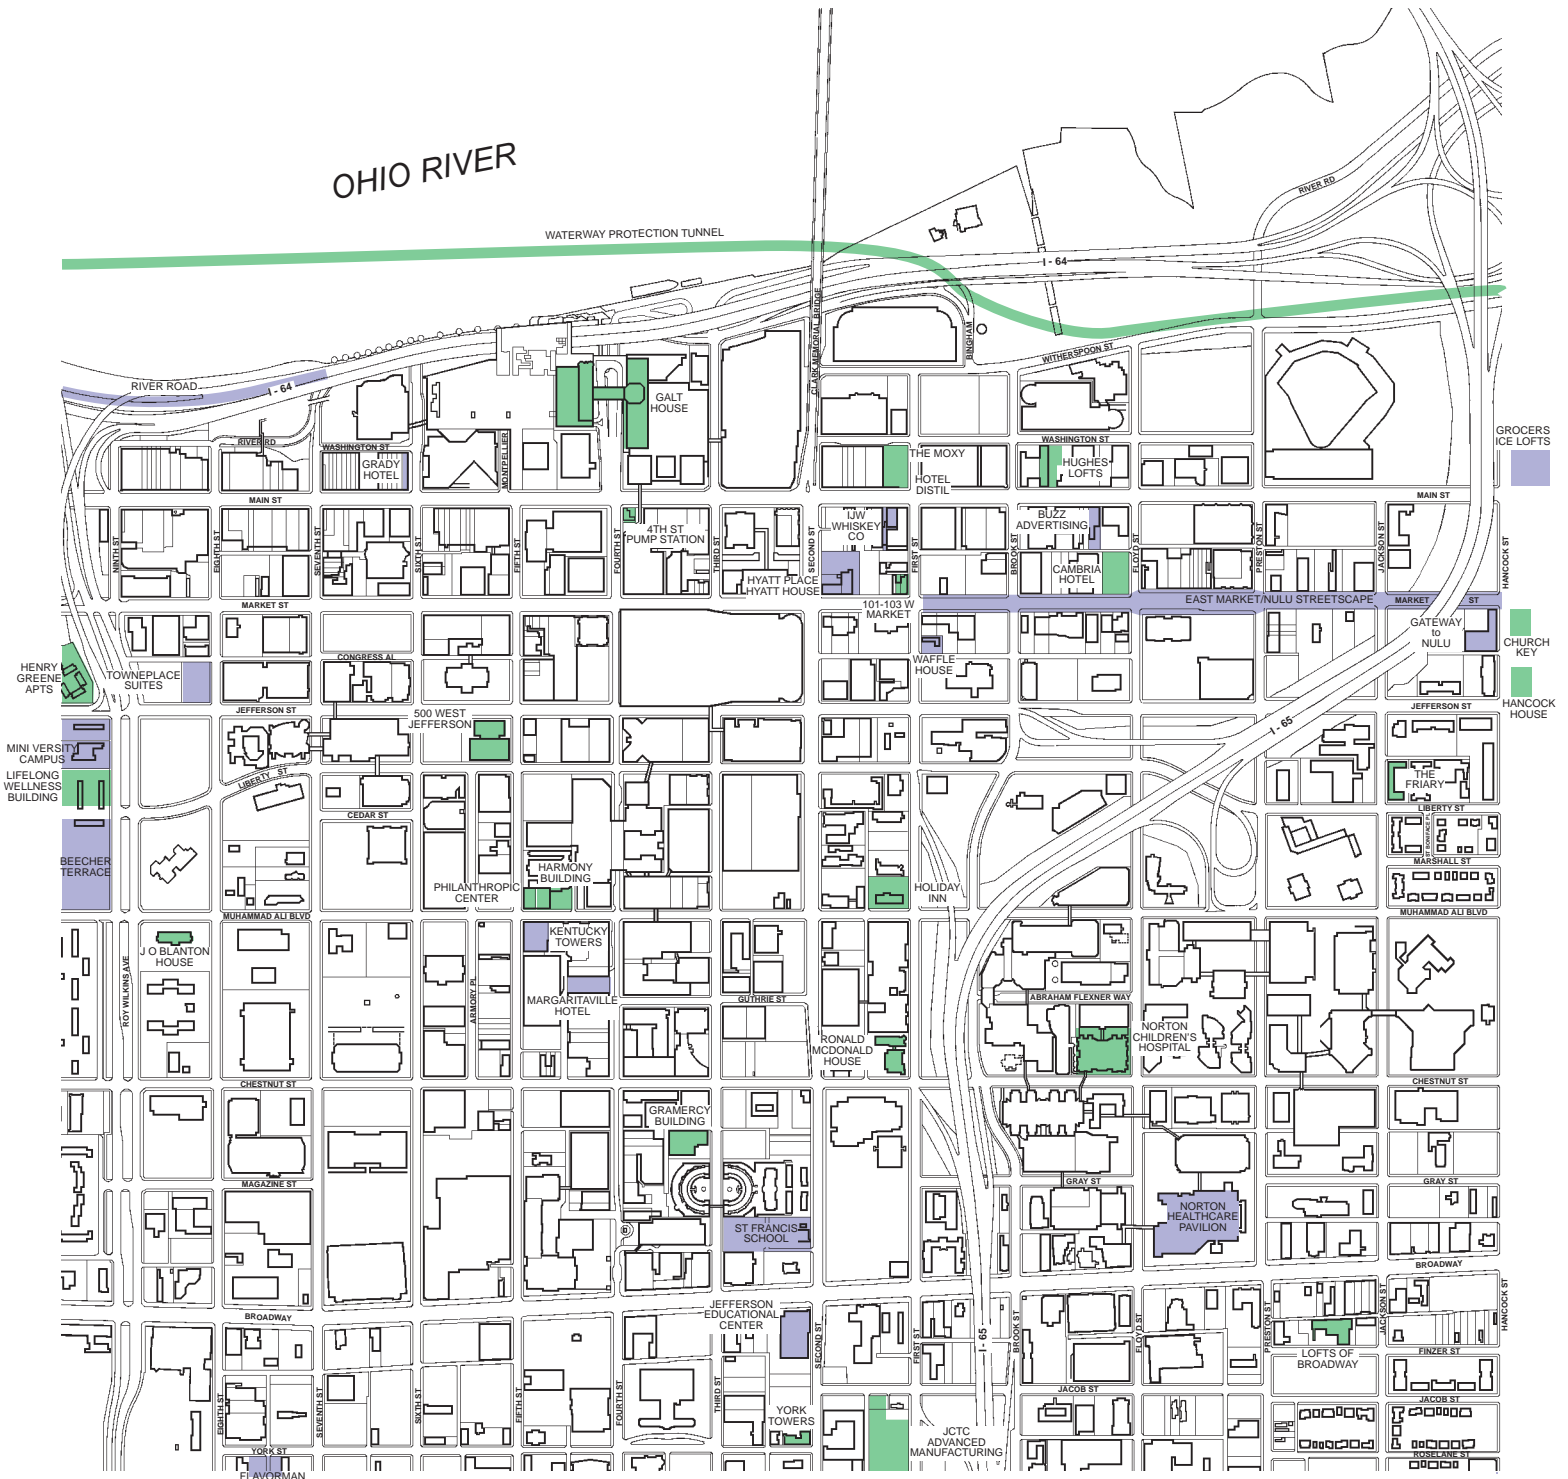 OHIO RIVER
WATERWAY PROTECTION TUNNEL
RIVER RD
I - 64
CLARK MEMORIAL BRIDGE
BINGHAM
WITHERSPOON ST
RIVER ROAD
I - 64
GALT
HOUSE
RIVER RD
WASHINGTON ST
MONTPELLIER
WASHINGTON ST
GROCERS
ICE LOFTS
GRADY
HOTEL
THE MOXY
HOTEL
DISTIL
HUGHES
LOFTS
MAIN ST
MAIN ST
NINTH ST
EIGHTH ST
SEVENTH ST
SIXTH ST
FIFTH ST
FOURTH ST
THIRD ST
SECOND ST
FIRST ST
BROOK ST
FLOYD ST
PRESTON ST
JACKSON ST
HANCOCK ST
4TH ST
PUMP STATION
IJW
WHISKEY
CO
BUZZ
ADVERTISING
HYATT PLACE
HYATT HOUSE
CAMBRIA
HOTEL
MARKET ST
101-103 W
MARKET
EAST MARKET/NULU STREETSCAPE
MARKET
ST
GATEWAY
to
NULU
CHURCH
KEY
HENRY
GREENE
APTS
TOWNEPLACE
SUITES
CONGRESS AL
WAFFLE
HOUSE
HANCOCK
HOUSE
JEFFERSON ST
JEFFERSON ST
500 WEST
JEFFERSON
I - 65
MINI VERSITY
CAMPUS
LIFELONG
WELLNESS
BUILDING
LIBERTY ST
THE
FRIARY
LIBERTY ST
CEDAR ST
ST BONIFACE PL
BEECHER
TERRACE
MARSHALL ST
HARMONY
BUILDING
PHILANTHROPIC
CENTER
HOLIDAY
INN
MUHAMMAD ALI BLVD
MUHAMMAD ALI BLVD
J O BLANTON
HOUSE
KENTUCKY
TOWERS
ROY WILKINS AVE
ARMORY PL
MARGARITAVILLE
HOTEL
GUTHRIE ST
ABRAHAM FLEXNER WAY
RONALD
MCDONALD
HOUSE
NORTON
CHILDREN'S
HOSPITAL
CHESTNUT ST
CHESTNUT ST
GRAMERCY
BUILDING
MAGAZINE ST
GRAY ST
GRAY ST
ST FRANCIS
SCHOOL
NORTON
HEALTHCARE
PAVILION
BROADWAY
BROADWAY
JEFFERSON
EDUCATIONAL
CENTER
SECOND ST
FIRST ST
I - 65
BROOK ST
FLOYD ST
PRESTON ST
JACKSON ST
HANCOCK ST
LOFTS OF
BROADWAY
FINZER ST
JACOB ST
JACOB ST
EIGHTH ST
SEVENTH ST
SIXTH ST
FIFTH ST
FOURTH ST
THIRD ST
YORK
TOWERS
JCTC
ADVANCED
MANUFACTURING
YORK ST
ROSELANE ST
FLAVORMAN